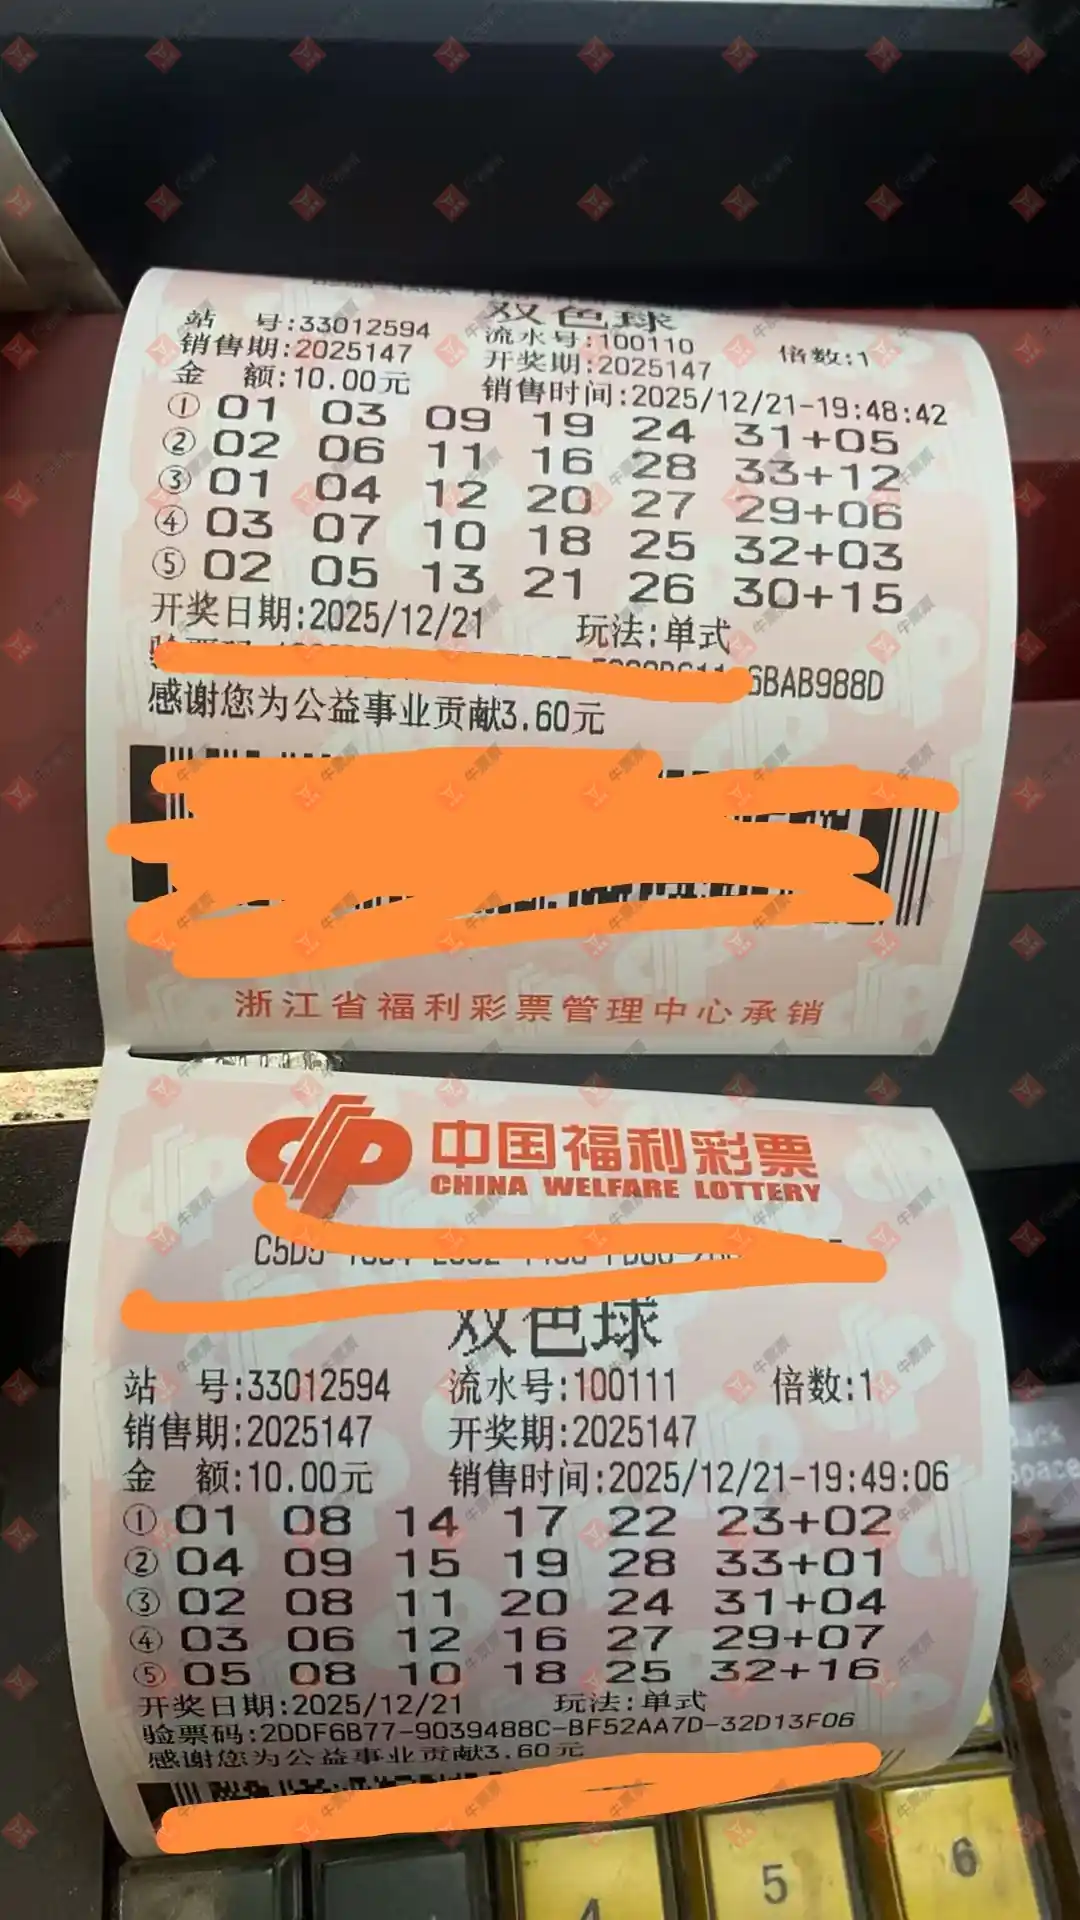 双色球
站 号:33012594 流水号:100110 倍数:1
销售期:2025147 开奖期:2025147
金 额:10.00元 销售时间:2025/12/21-19:48:42
① 01 03 09 19 24 31+05
② 02 06 11 16 28 33+12
③ 01 04 12 20 27 29+06
④ 03 07 10 18 25 32+03
⑤ 02 05 13 21 26 30+15
开奖日期:2025/12/21 玩法:单式
6BAB988D
感谢您为公益事业贡献3.60元
浙江省福利彩票管理中心承销
中国福利彩票
CHINA WELFARE LOTTERY
双色球
站 号:33012594 流水号:100111 倍数:1
销售期:2025147 开奖期:2025147
金 额:10.00元 销售时间:2025/12/21-19:49:06
① 01 08 14 17 22 23+02
② 04 09 15 19 28 33+01
③ 02 08 11 20 24 31+04
④ 03 06 12 16 27 29+07
⑤ 05 08 10 18 25 32+16
开奖日期:2025/12/21 玩法:单式
验票码:2DDF6B77-9039488C-BF52AA7D-32D13F06
感谢您为公益事业贡献3.60元
Back
Space
4 5 6
牛票票